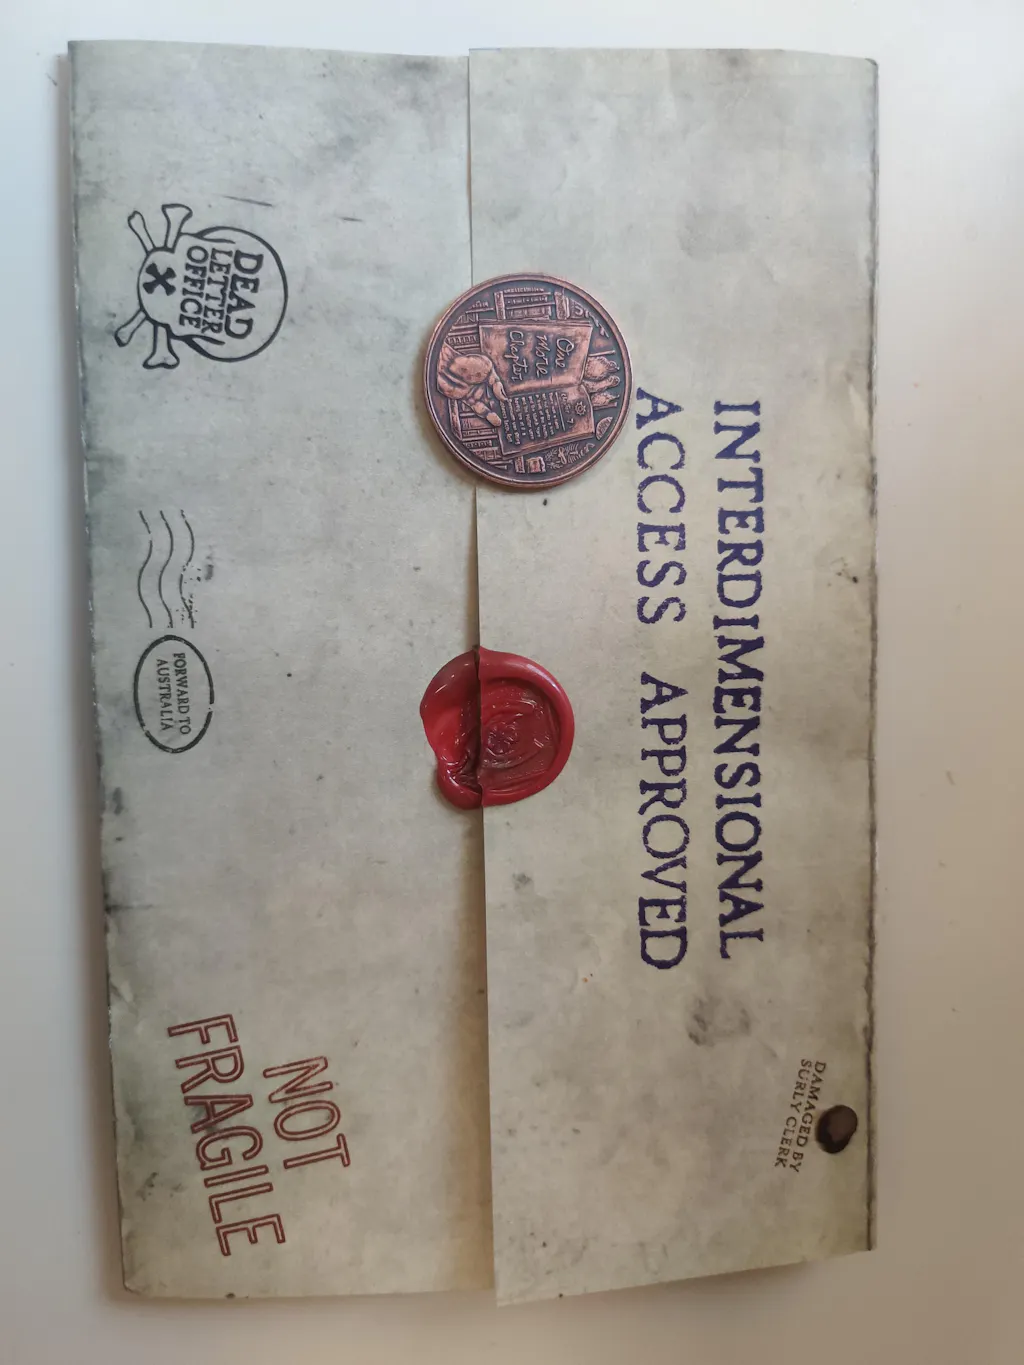 INTERDIMENSIONAL
ACCESS APPROVED
DAMAGED BY
SURLY CLERK
One
More
Chapter
DEAD
LETTER
OFFICE
FORWARD TO
AUSTRALIA
NOT
FRAGILE